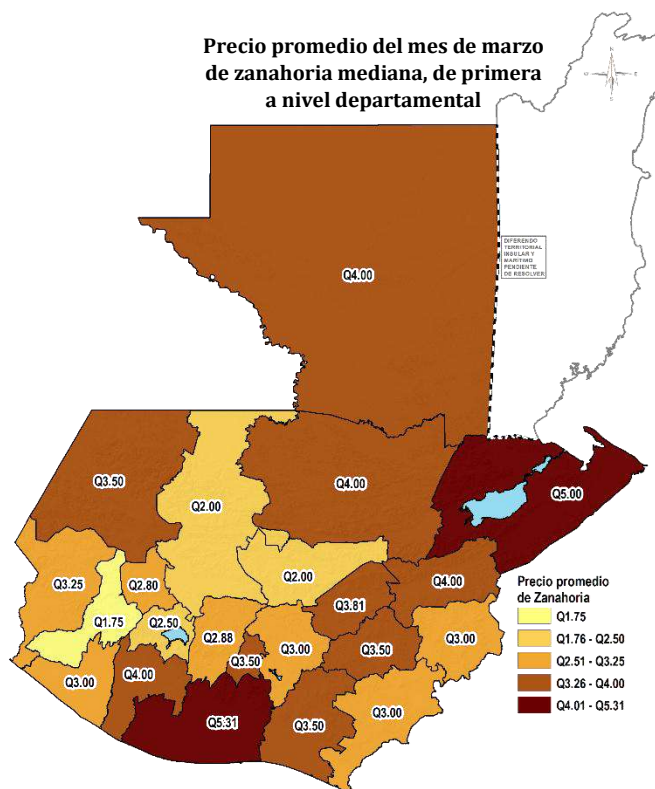 Precio promedio del mes de marzo
de zanahoria mediana, de primera
a nivel departamental
N
O E
S
DIFERENDO
TERRITORIAL
INSULAR Y
MARITIMO
PENDIENTE
DE RESOLVER
Q4.00
Q3.50
Q4.00
Q5.00
Q2.00
Q3.25
Q2.80
Q2.00
Q4.00
Q3.81
Q1.75
Q2.50
Q2.88
Q3.00
Q3.50
Q3.50
Q3.00
Q3.00
Q4.00
Q5.31
Q3.50
Q3.00
Precio promedio
de Zanahoria
Q1.75
Q1.76 - Q2.50
Q2.51 - Q3.25
Q3.26 - Q4.00
Q4.01 - Q5.31